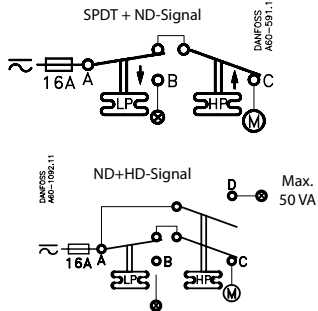 SPDT + ND-Signal
DANFOSS
A60-591.1
16A
A
B
C
LP
HP
M
ND+HD-Signal
DANFOSS
A60-1092.11
D
Max.
50 VA
16A
A
B
C
LP
HP
M